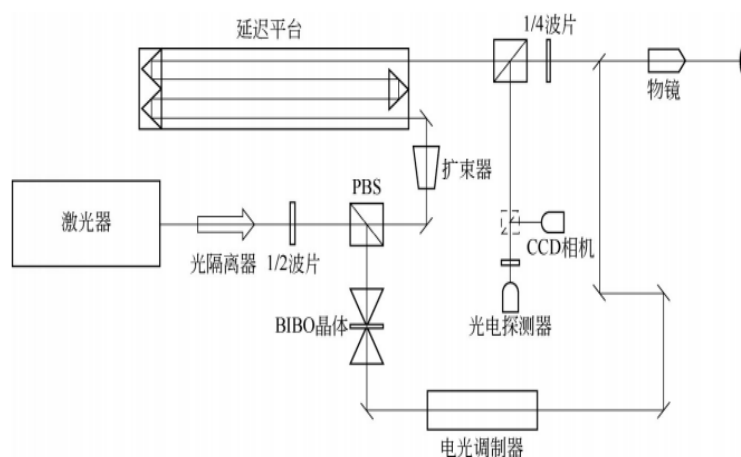 延迟平台
1/4波片
物镜
扩束器
PBS
激光器
光隔离器
1/2波片
CCD相机
BIBO晶体
光电探测器
电光调制器